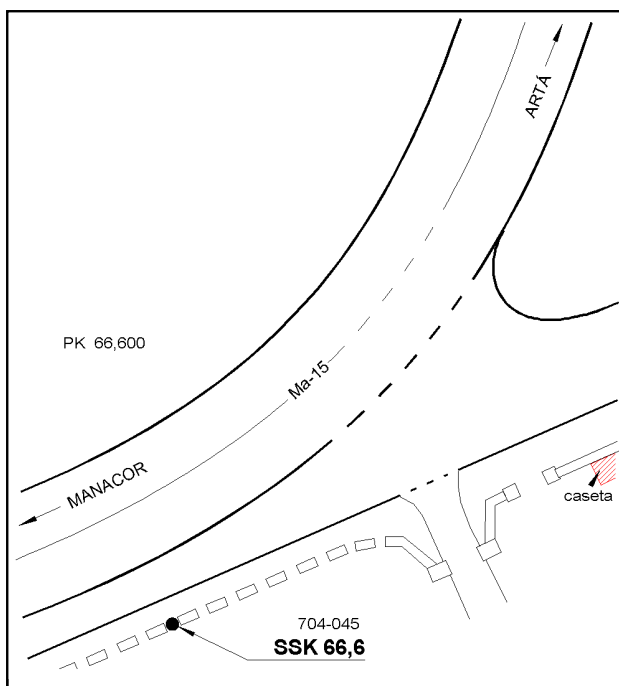 ARTÁ
PK 66,600
Ma-15
MANACOR
caseta
704-045
SSK 66,6